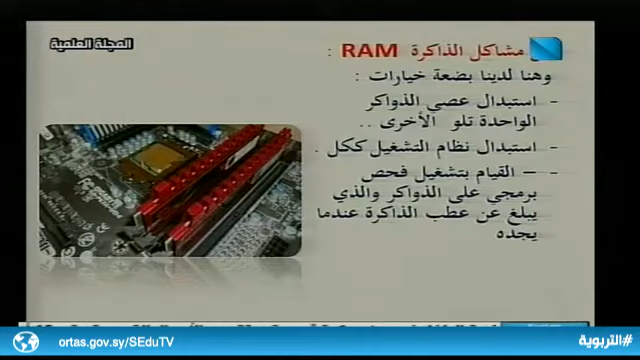 المجلة العلمية
مشاكل الذاكرة RAM :
وهنا لدينا بضعة خيارات :
- استبدال عصي الذواكر
الواحدة تلو الأخرى ..
- استبدال نظام التشغيل ككل .
- – القيام بتشغيل فحص
برمجي على الذواكر والذي
يبلغ عن عطب الذاكرة عندما
يجده
ortas.gov.sy/SEduTV
#التربوية